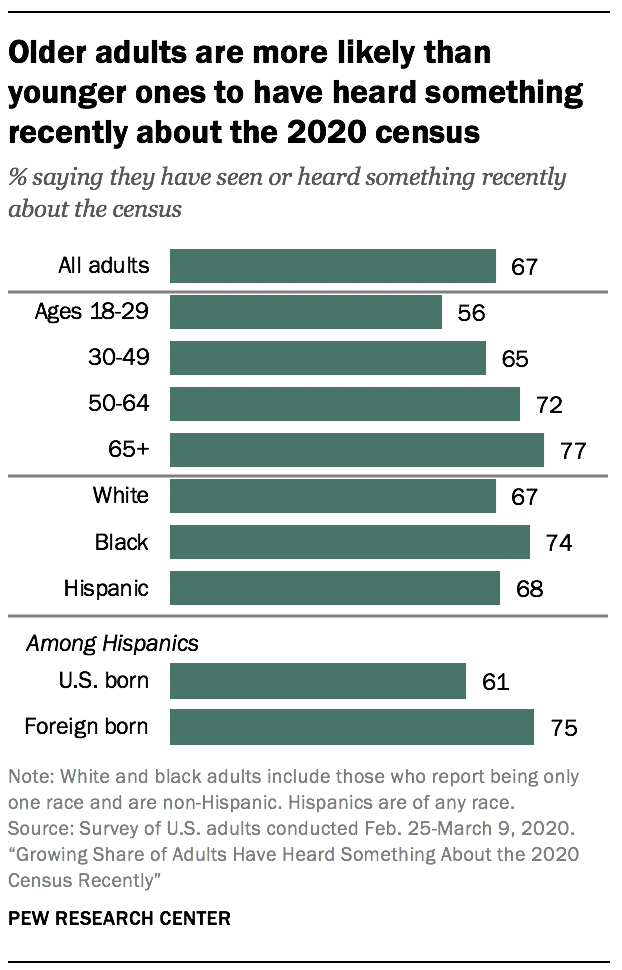 Older adults are more likely than
younger ones to have heard something
recently about the 2020 census
% saying they have seen or heard something recently
about the census
All adults 67
Ages 18-29 56
30-49 65
50-64 72
65+ 77
White 67
Black 74
Hispanic 68
Among Hispanics
U.S. born 61
Foreign born 75
Note: White and black adults include those who report being only
one race and are non-Hispanic. Hispanics are of any race.
Source: Survey of U.S. adults conducted Feb. 25-March 9, 2020.
“Growing Share of Adults Have Heard Something About the 2020
Census Recently”
PEW RESEARCH CENTER